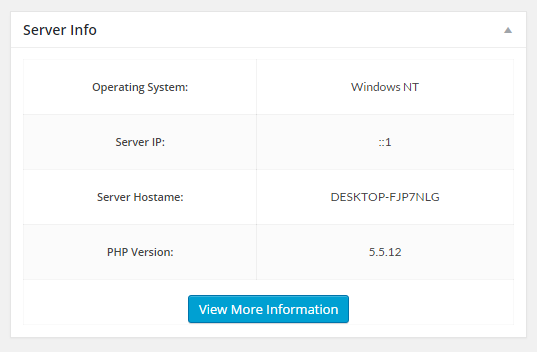 Server Info
Operating System: Windows NT
Server IP: ::1
Server Hostame: DESKTOP-FJP7NLG
PHP Version: 5.5.12
View More Information